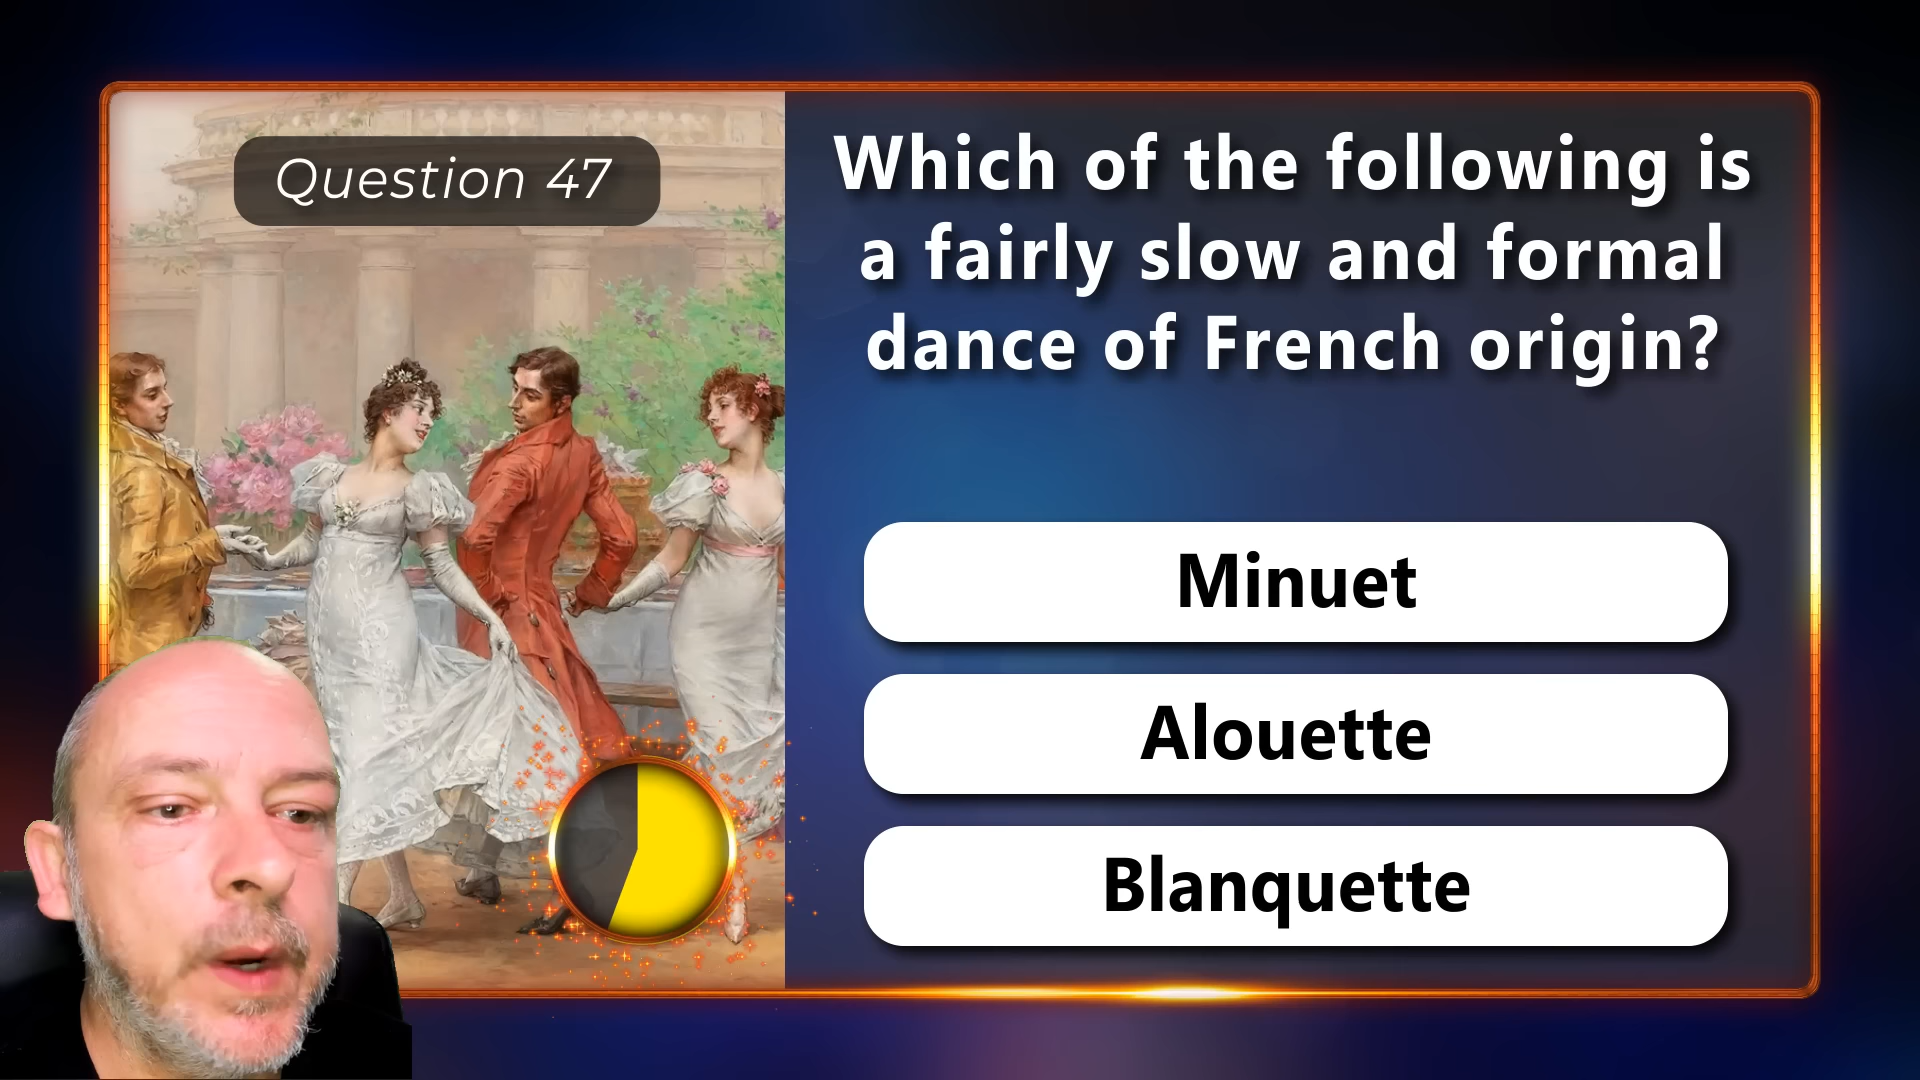 Question 47
Which of the following is
a fairly slow and formal
dance of French origin?
Minuet
Alouette
Blanquette